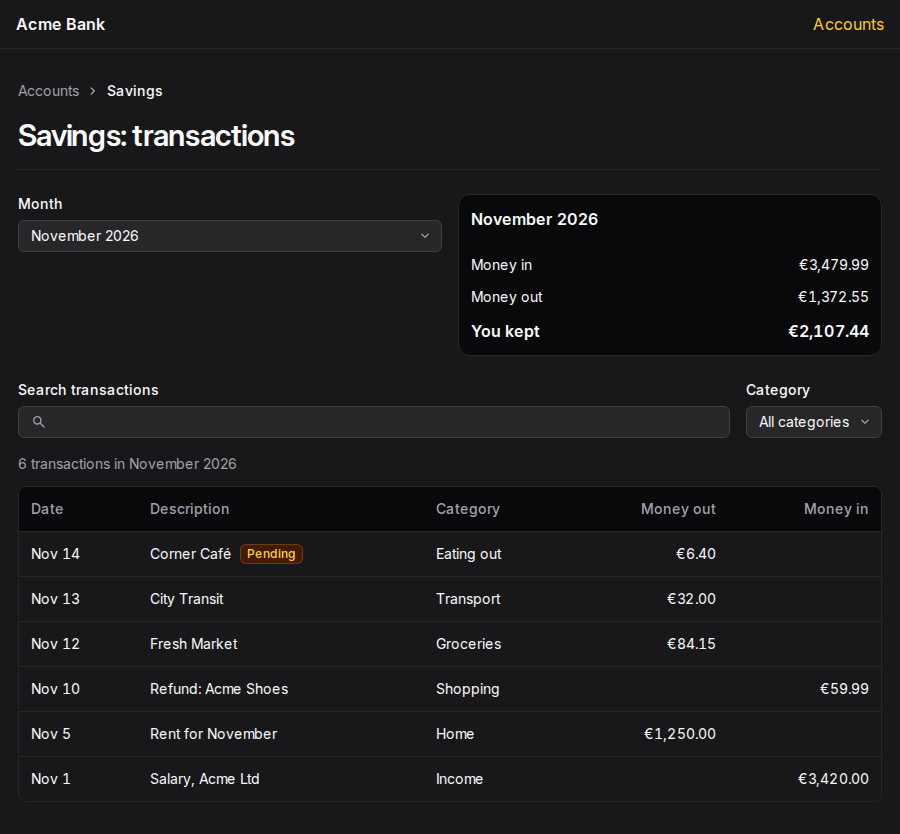 Acme Bank
Accounts
Accounts > Savings
Savings: transactions
Month
November 2026
November 2026
Money in €3,479.99
Money out €1,372.55
You kept €2,107.44
Search transactions
Category
All categories
6 transactions in November 2026
Date Description Category Money out Money in
Nov 14 Corner Café Pending Eating out €6.40
Nov 13 City Transit Transport €32.00
Nov 12 Fresh Market Groceries €84.15
Nov 10 Refund: Acme Shoes Shopping €59.99
Nov 5 Rent for November Home €1,250.00
Nov 1 Salary, Acme Ltd Income €3,420.00